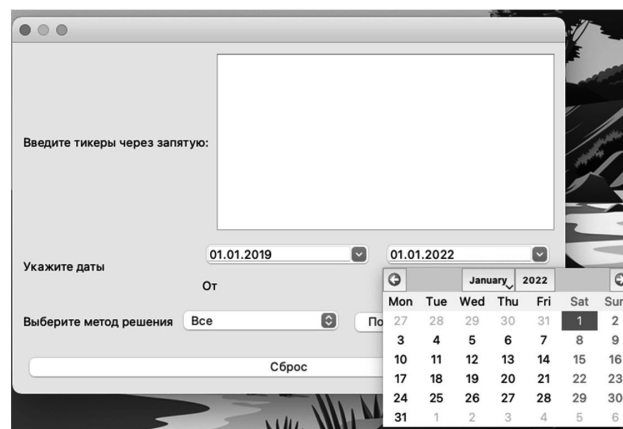 Введите тикеры через запятую:
01.01.2019 01.01.2022
Укажите даты
От
January 2022
Mon Tue Wed Thu Fri Sat Sun
27 28 29 30 31 1 2
Выберите метод решения Все По
3 4 5 6 7 8 9
10 11 12 13 14 15 16
Сброс
17 18 19 20 21 22 23
24 25 26 27 28 29 30
31 1 2 3 4 5 6